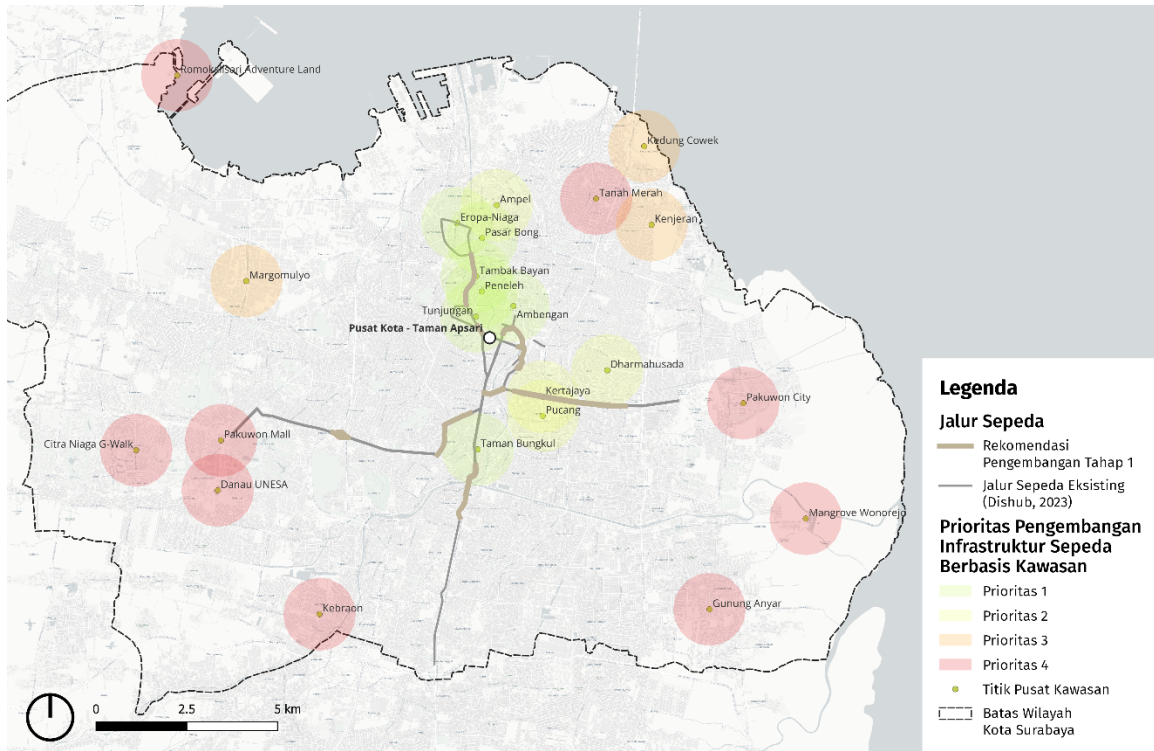 Romokalisari Adventure Land
Kedung Cowek
Tanah Merah
Ampel
Eropa-Niaga
Kenjeran
Pasar Bong
Tambak Bayan
Margomulyo
Peneleh
Tunjungan
Ambengan
Pusat Kota - Taman Apsari
Dharmahusada
Kertajaya
Pakuwon City
Pucang
Pakuwon Mall
Citra Niaga G-Walk
Taman Bungkul
Danau UNESA
Mangrove Wonorejo
Kebraon
Gunung Anyar
0
2.5
5 km
Legenda
Jalur Sepeda
Rekomendasi
Pengembangan Tahap 1
Jalur Sepeda Eksisting
(Dishub, 2023)
Prioritas Pengembangan
Infrastruktur Sepeda
Berbasis Kawasan
Prioritas 1
Prioritas 2
Prioritas 3
Prioritas 4
Titik Pusat Kawasan
Batas Wilayah
Kota Surabaya